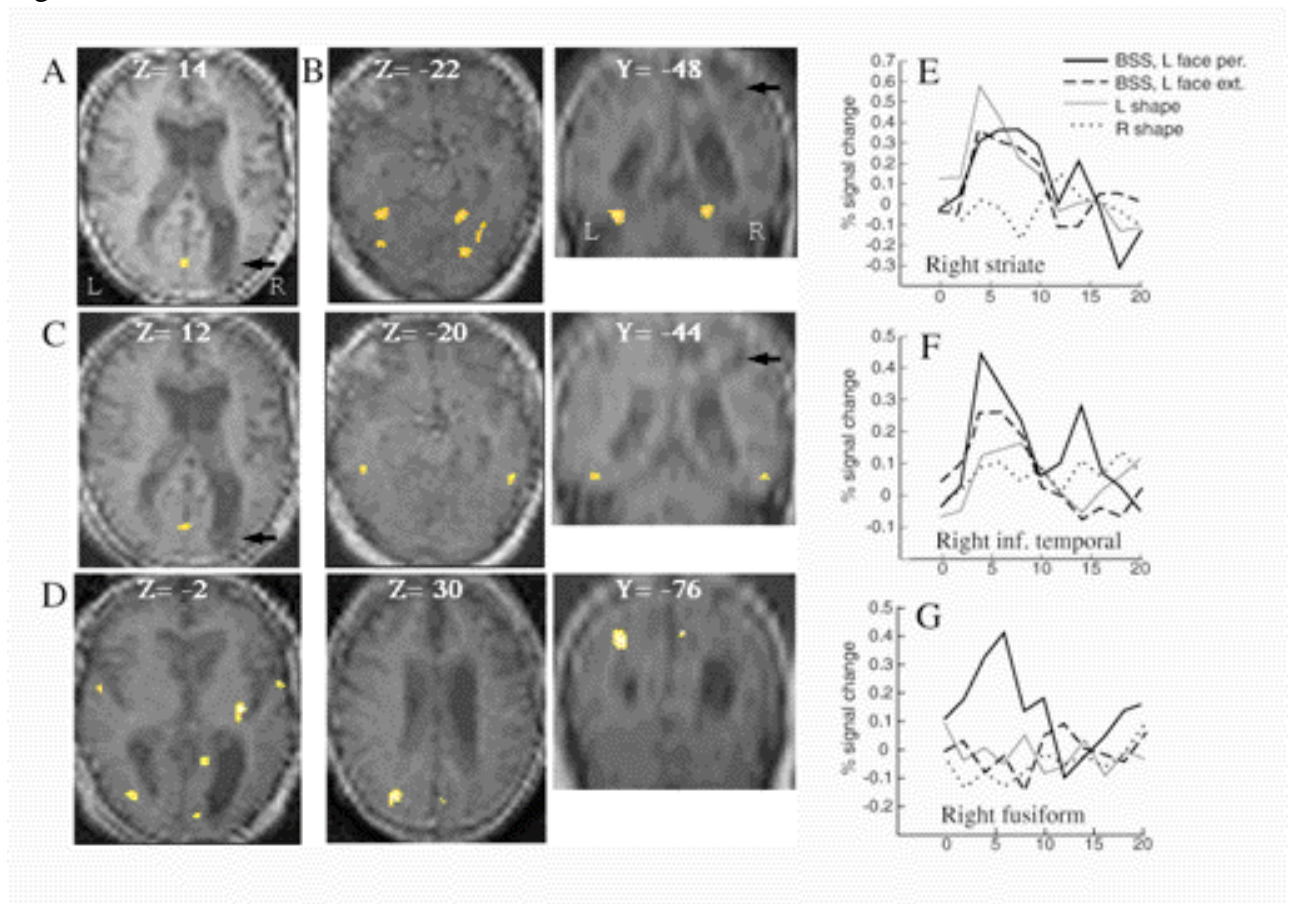 A
Z= 14
L
R
B
Z= -22
Y= -48
L
R
C
Z= 12
Z= -20
Y= -44
D
Z= -2
Z= 30
Y= -76
E
BSS, L face per.
BSS, L face ext.
L shape
R shape
% signal change
0.7
0.6
0.5
0.4
0.3
0.2
0.1
0
-0.1
-0.2
-0.3
Right striate
0 5 10 15 20
F
% signal change
0.5
0.4
0.3
0.2
0.1
0
-0.1
Right inf. temporal
0 5 10 15 20
G
% signal change
0.5
0.4
0.3
0.2
0.1
0
-0.1
-0.2
Right fusiform
0 5 10 15 20